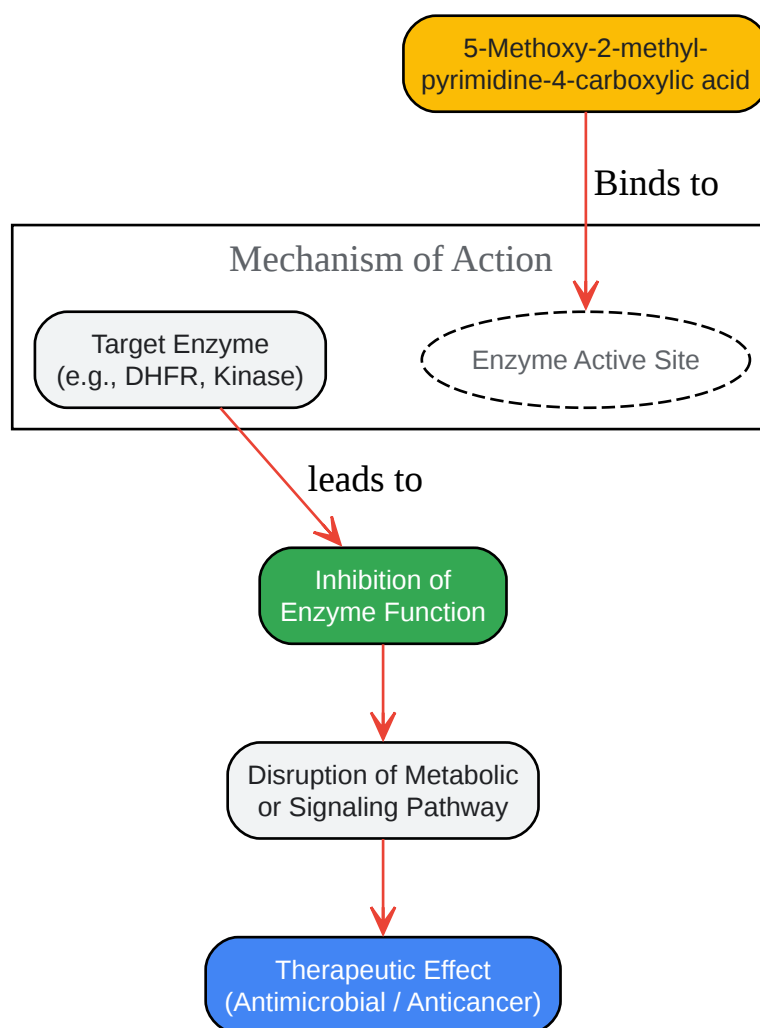 5-Methoxy-2-methyl-
pyrimidine-4-carboxylic acid
Binds to
Mechanism of Action
Target Enzyme
(e.g., DHFR, Kinase)
Enzyme Active Site
leads to
Inhibition of
Enzyme Function
Disruption of Metabolic
or Signaling Pathway
Therapeutic Effect
(Antimicrobial / Anticancer)